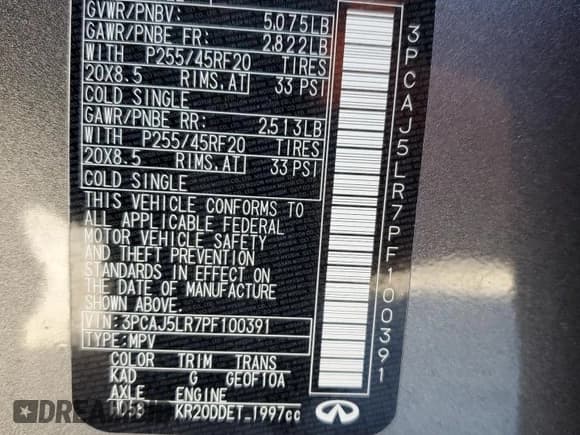 GVWR/PNBV: 5.075LB
GAWR/PNBE FR: 2.822LB
WITH P255/45RF20 TIRES
20X8.5 RIMS.AT 33 PSI
COLD SINGLE
GAWR/PNBE RR: 2.513LB
WITH P255/45RF20 TIRES
20X8.5 RIMS.AT 33 PSI
COLD SINGLE
THIS VEHICLE CONFORMS TO
ALL APPLICABLE FEDERAL
MOTOR VEHICLE SAFETY
AND THEFT PREVENTION
STANDARDS IN EFFECT ON
THE DATE OF MANUFACTURE
SHOWN ABOVE.
VIN:3PCAJ5LR7PF100391
TYPE:MPV
COLOR TRIM TRANS
KAD G GE0F10A
AXLE ENGINE
KR20DDET 1997cc
3PCAJ5LR7PF100391
INFINITI